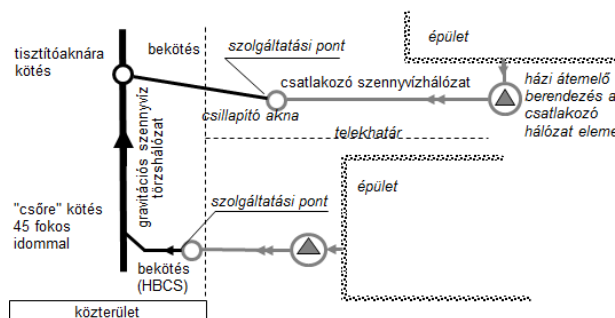 tisztítóaknára
kötés
bekötés
szolgáltatási pont
épület
csatlakozó szennyvízhálózat
csillapító akna
házi átemelő
berendezés a
csatlakozó
hálózat eleme
telekhatár
gravitációs szennyvíz
törzshálózat
"csőre" kötés
45 fokos
idommal
szolgáltatási pont
épület
bekötés
(HBCS)
közterület